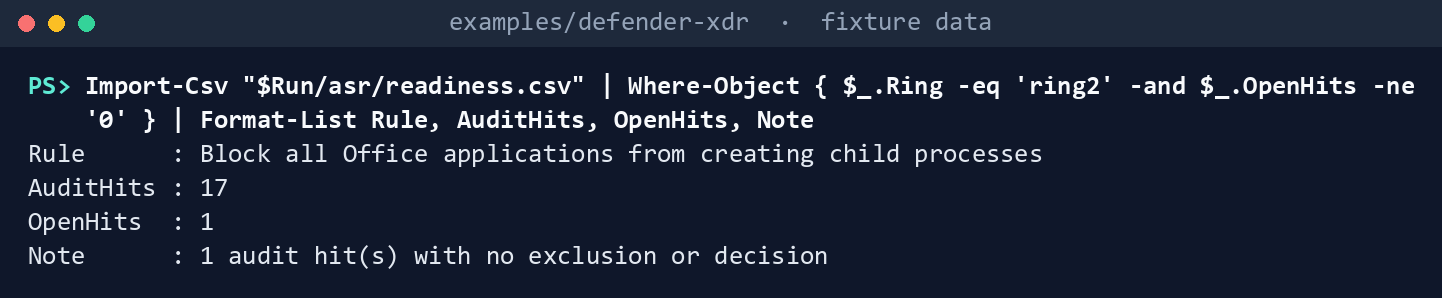 examples/defender-xdr  ·  fixture data
PS> Import-Csv "$Run/asr/readiness.csv" | Where-Object { $_.Ring -eq 'ring2' -and $_.OpenHits -ne
    '0' } | Format-List Rule, AuditHits, OpenHits, Note
Rule      : Block all Office applications from creating child processes
AuditHits : 17
OpenHits  : 1
Note      : 1 audit hit(s) with no exclusion or decision